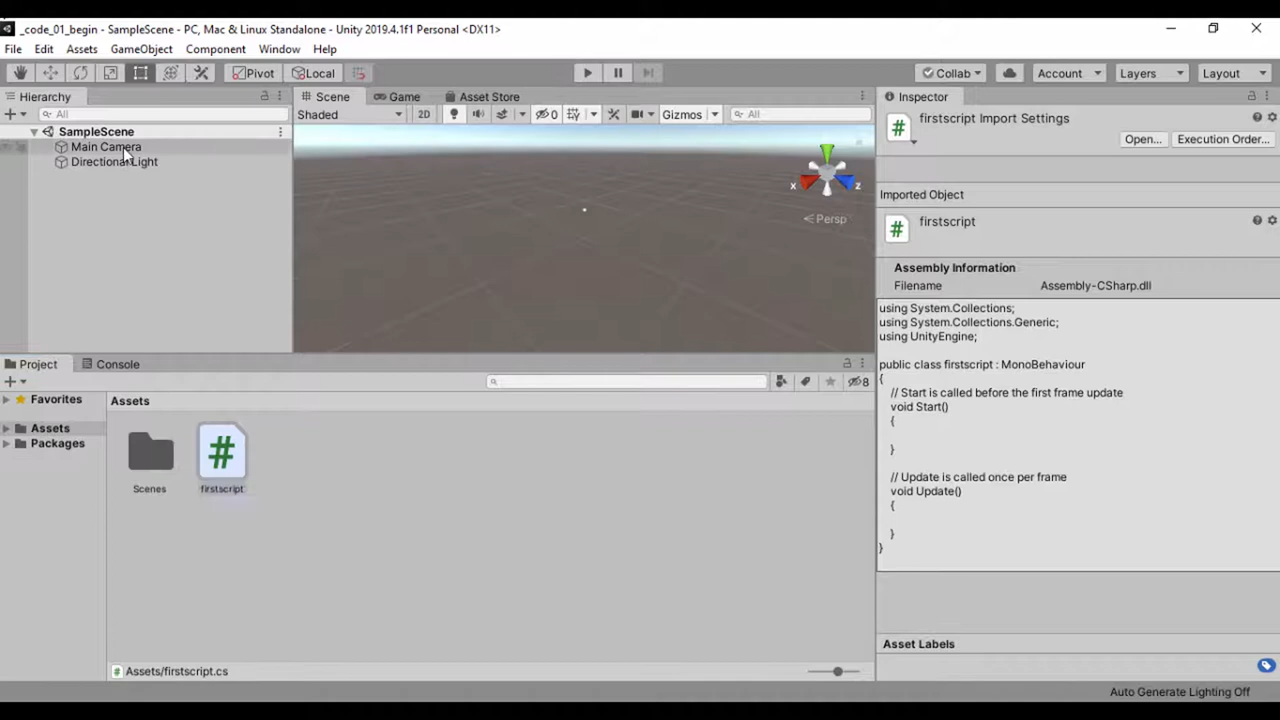 _code_01_begin - SampleScene - PC, Mac & Linux Standalone - Unity 2019.4.1f1 Personal <DX11>
File Edit Assets GameObject Component Window Help
Pivot Local Collab Account Layers Layout
Hierarchy
All
SampleScene
Main Camera
Directional Light
Scene Game Asset Store
Shaded 2D 0 Gizmos All
x z
Persp
Inspector
firstscript Import Settings
Open... Execution Order...
Imported Object
firstscript
Assembly Information
Filename Assembly-CSharp.dll
using System.Collections;
using System.Collections.Generic;
using UnityEngine;
public class firstscript : MonoBehaviour
{
// Start is called before the first frame update
void Start()
{
}
// Update is called once per frame
void Update()
{
}
}
Asset Labels
Project Console
8
Favorites
Assets
Packages
Assets
Scenes
firstscript
Assets/firstscript.cs
Auto Generate Lighting Off